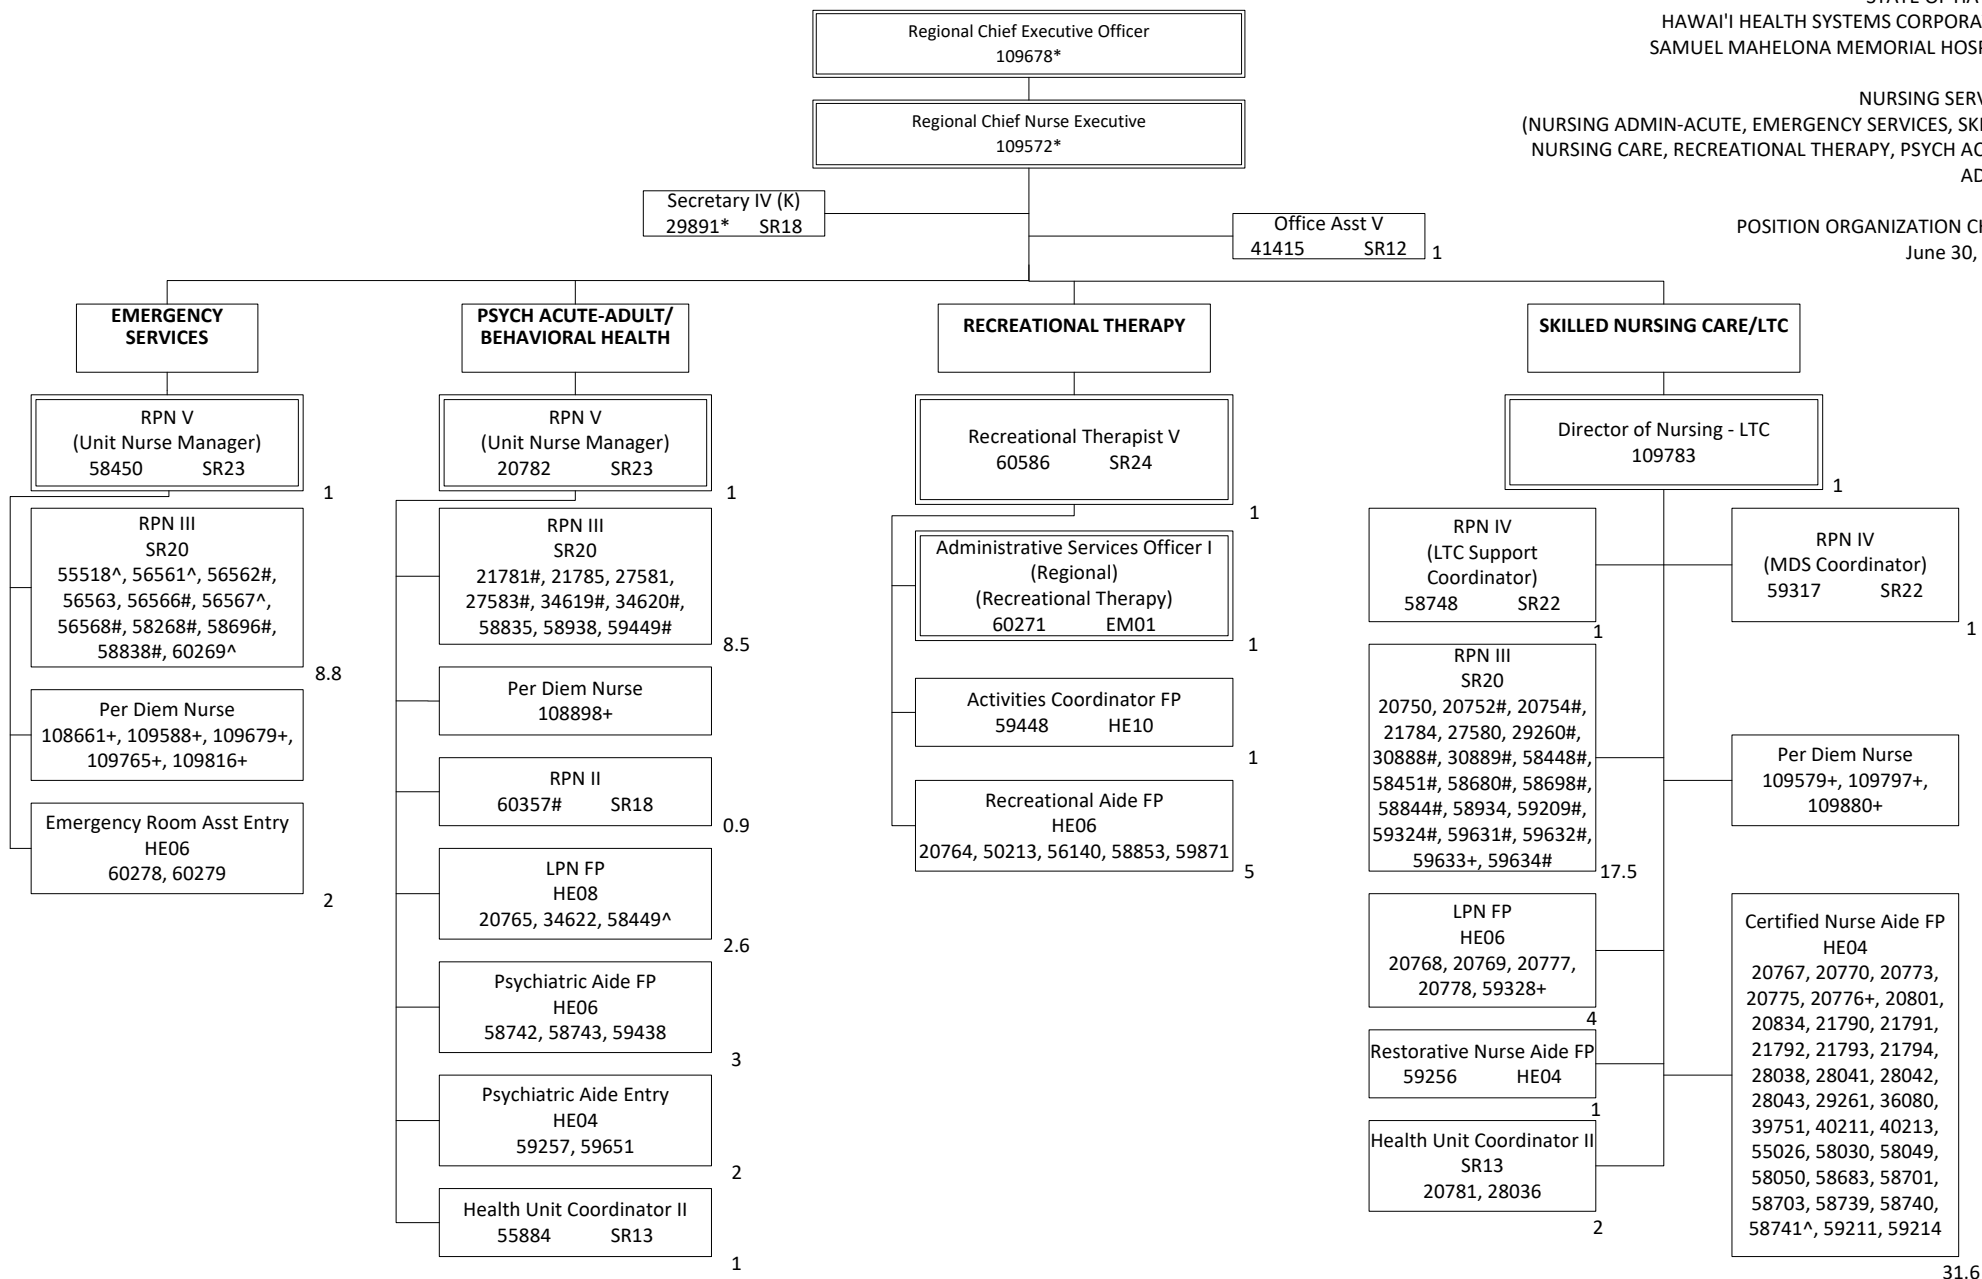 STATE OF
HAWAI'I HEALTH SYSTEMS
SAMUEL MAHELONA MEMORIAL
NURSING
(NURSING ADMIN-ACUTE, EMERGENCY SERVICES,
NURSING CARE, RECREATIONAL THERAPY, PSYCH
POSITION ORGANIZATION
June 30,
Regional Chief Executive Officer
109678*
Regional Chief Nurse Executive
109572*
Secretary IV (K)
29891* SR18
Office Asst V
41415 SR12
1
EMERGENCY
SERVICES
RPN V
(Unit Nurse Manager)
58450 SR23
1
RPN III
SR20
55518^, 56561^, 56562#,
56563, 56566#, 56567^,
56568#, 58268#, 58696#,
58838#, 60269^
8.8
Per Diem Nurse
108661+, 109588+, 109679+,
109765+, 109816+
Emergency Room Asst Entry
HE06
60278, 60279
2
PSYCH ACUTE-ADULT/
BEHAVIORAL HEALTH
RPN V
(Unit Nurse Manager)
20782 SR23
1
RPN III
SR20
21781#, 21785, 27581,
27583#, 34619#, 34620#,
58835, 58938, 59449#
8.5
Per Diem Nurse
108898+
RPN II
60357# SR18
0.9
LPN FP
HE08
20765, 34622, 58449^
2.6
Psychiatric Aide FP
HE06
58742, 58743, 59438
3
Psychiatric Aide Entry
HE04
59257, 59651
2
Health Unit Coordinator II
55884 SR13
1
RECREATIONAL THERAPY
Recreational Therapist V
60586 SR24
1
Administrative Services Officer I
(Regional)
(Recreational Therapy)
60271 EM01
1
Activities Coordinator FP
59448 HE10
1
Recreational Aide FP
HE06
20764, 50213, 56140, 58853, 59871
5
SKILLED NURSING CARE/LTC
Director of Nursing - LTC
109783
1
RPN IV
(LTC Support
Coordinator)
58748 SR22
1
RPN IV
(MDS Coordinator)
59317 SR22
1
RPN III
SR20
20750, 20752#, 20754#,
21784, 27580, 29260#,
30888#, 30889#, 58448#,
58451#, 58680#, 58698#,
58844#, 58934, 59209#,
59324#, 59631#, 59632#,
59633+, 59634#
17.5
Per Diem Nurse
109579+, 109797+,
109880+
LPN FP
HE06
20768, 20769, 20777,
20778, 59328+
4
Restorative Nurse Aide FP
59256 HE04
1
Health Unit Coordinator II
SR13
20781, 28036
2
Certified Nurse Aide FP
HE04
20767, 20770, 20773,
20775, 20776+, 20801,
20834, 21790, 21791,
21792, 21793, 21794,
28038, 28041, 28042,
28043, 29261, 36080,
39751, 40211, 40213,
55026, 58030, 58049,
58050, 58683, 58701,
58703, 58739, 58740,
58741^, 59211, 59214
31.6